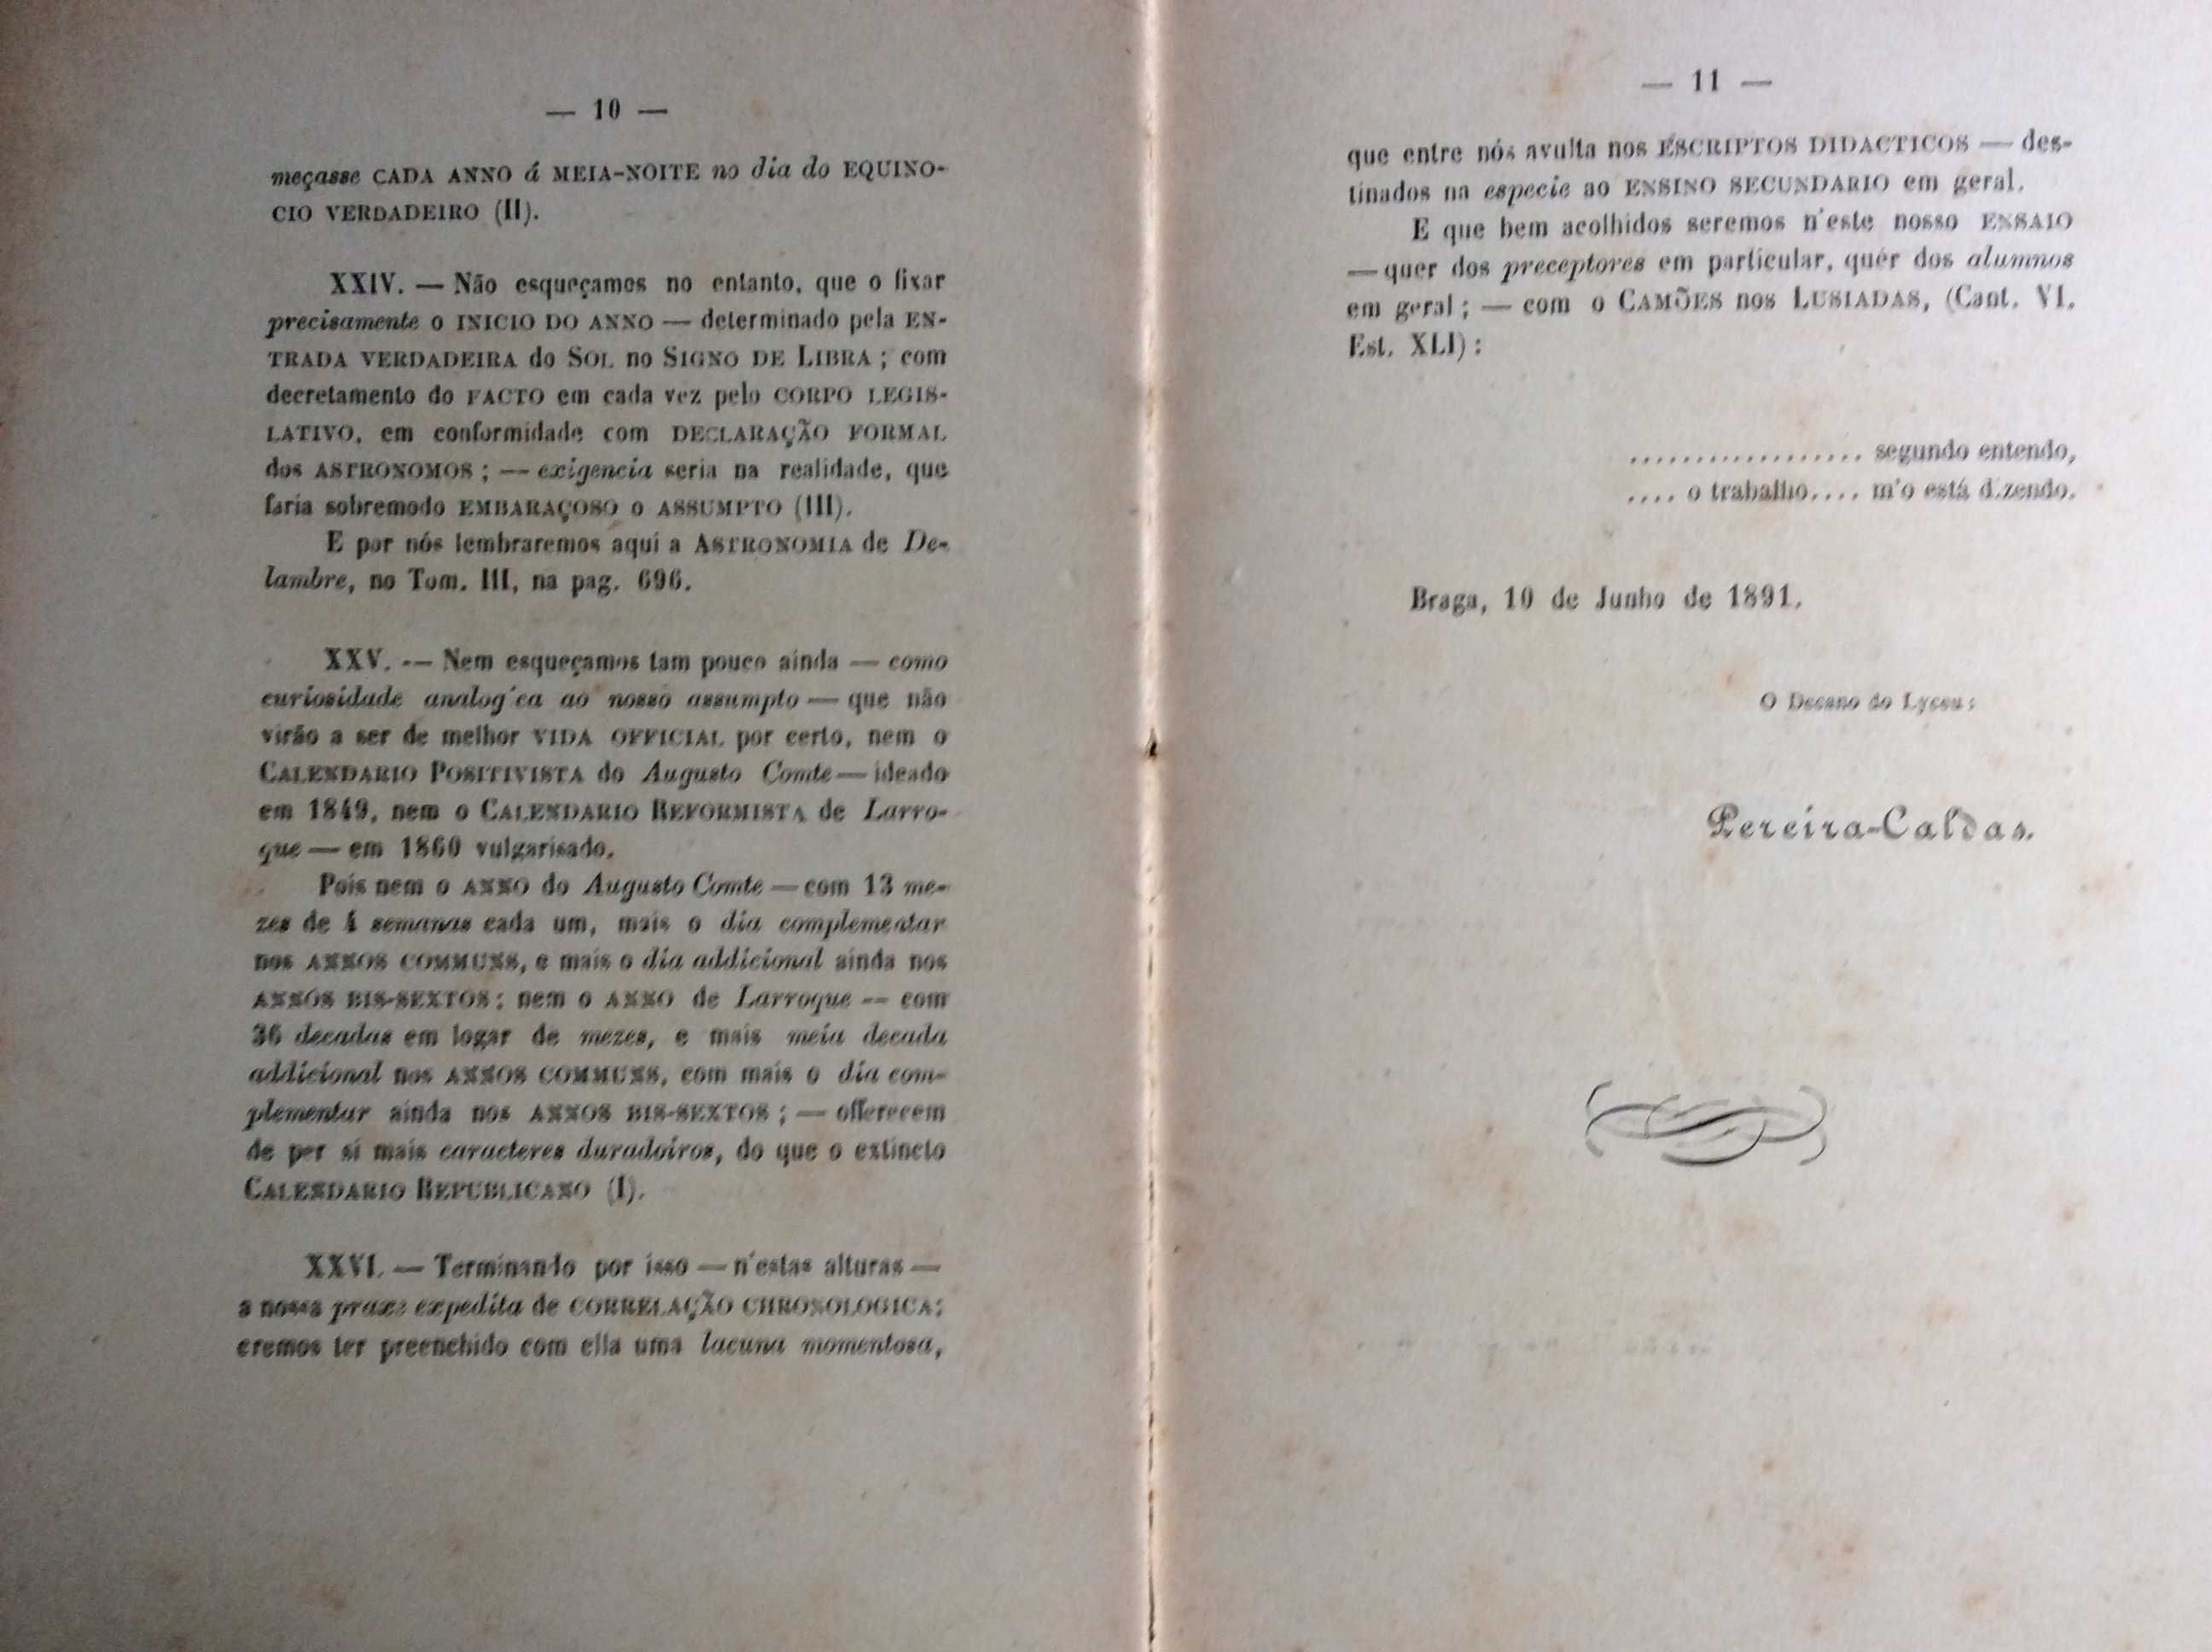 — 10 —
meçasse CADA ANNO á MEIA-NOITE no dia do EQUINO-
CIO VERDADEIRO (II).
XXIV. — Não esqueçamos no entanto, que o fixar
precisamente o INICIO DO ANNO — determinado pela EN-
TRADA VERDADEIRA do SOL no SIGNO DE LIBRA ; com
decretamento do FACTO em cada vez pelo CORPO LEGIS-
LATIVO, em conformidade com DECLARAÇÃO FORMAL
dos ASTRONOMOS ; — exigencia seria na realidade, que
faria sobremodo EMBARAÇOSO o ASSUMPTO (III).
E por nós lembraremos aqui a ASTRONOMIA de De-
lambre, no Tom. III, na pag. 696.
XXV. — Nem esqueçamos tam pouco ainda — como
curiosidade analog'ca ao nosso assumpto — que não
virão a ser de melhor VIDA OFFICIAL por certo, nem o
CALENDARIO POSITIVISTA do Augusto Comte — ideado
em 1849, nem o CALENDARIO REFORMISTA de Larro-
que — em 1860 vulgarisado.
Pois nem o ANNO do Augusto Comte — com 13 me-
zes de 4 semanas cada um, mais o dia complementar
nos ANNOS COMMUNS, e mais o dia addicional ainda nos
ANNOS BIS-SEXTOS ; nem o ANNO de Larroque — com
36 decadas em logar de mezes, e mais meia decada
addicional nos ANNOS COMMUNS, com mais o dia com-
plementar ainda nos ANNOS BIS-SEXTOS ; — offerecem
de per si mais caracteres duradoiros, do que o extincto
CALENDARIO REPUBLICANO (I).
XXVI. — Terminando por isso — n'estas alturas —
a nossa praxe expedita de CORRELAÇÃO CHRONOLOGICA;
cremos ter preenchido com ella uma lacuna momentosa,
— 11 —
que entre nós avulta nos ESCRIPTOS DIDACTICOS — des-
tinados na especie ao ENSINO SECUNDARIO em geral.
E que bem acolhidos seremos n'este nosso ENSAIO
— quer dos preceptores em particular, quér dos alumnos
em geral ; — com o CAMÕES nos LUSIADAS, (Cant. VI.
Est. XLI) :
.................. segundo entendo,
.... o trabalho.... m'o está d.zendo.
Braga, 10 de Junho de 1891.
O Decano do Lyceu :
Pereira-Caldas.